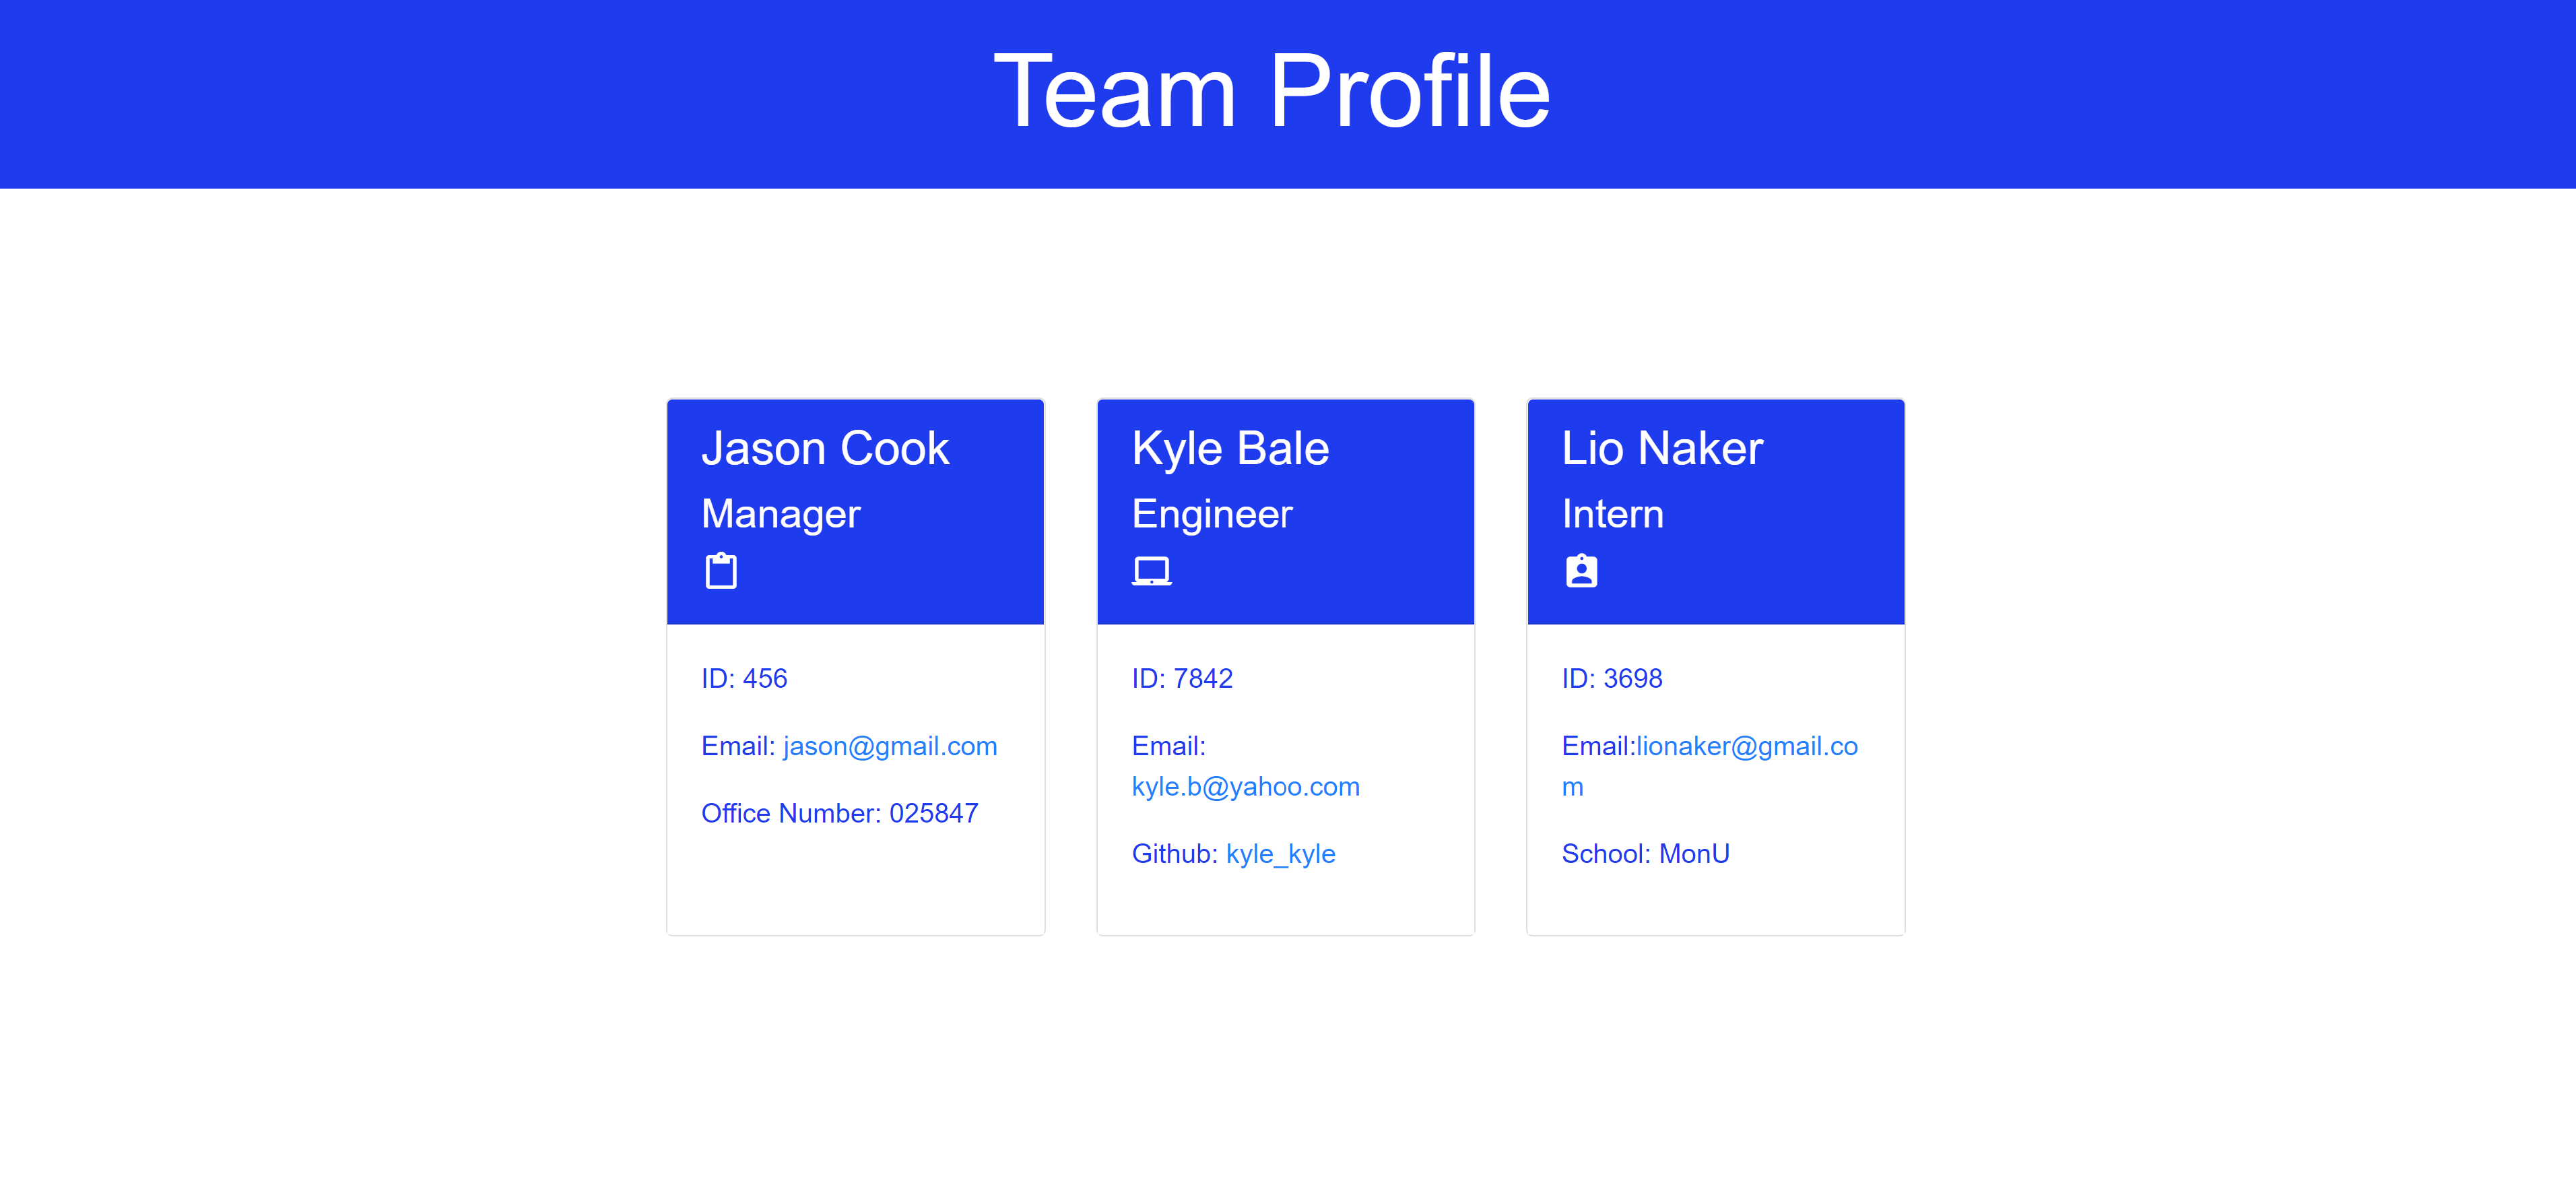 Team Profile
Jason Cook
Manager
ID: 456
Email: jason@gmail.com
Office Number: 025847
Kyle Bale
Engineer
ID: 7842
Email:
kyle.b@yahoo.com
Github: kyle_kyle
Lio Naker
Intern
ID: 3698
Email:lionaker@gmail.co
m
School: MonU